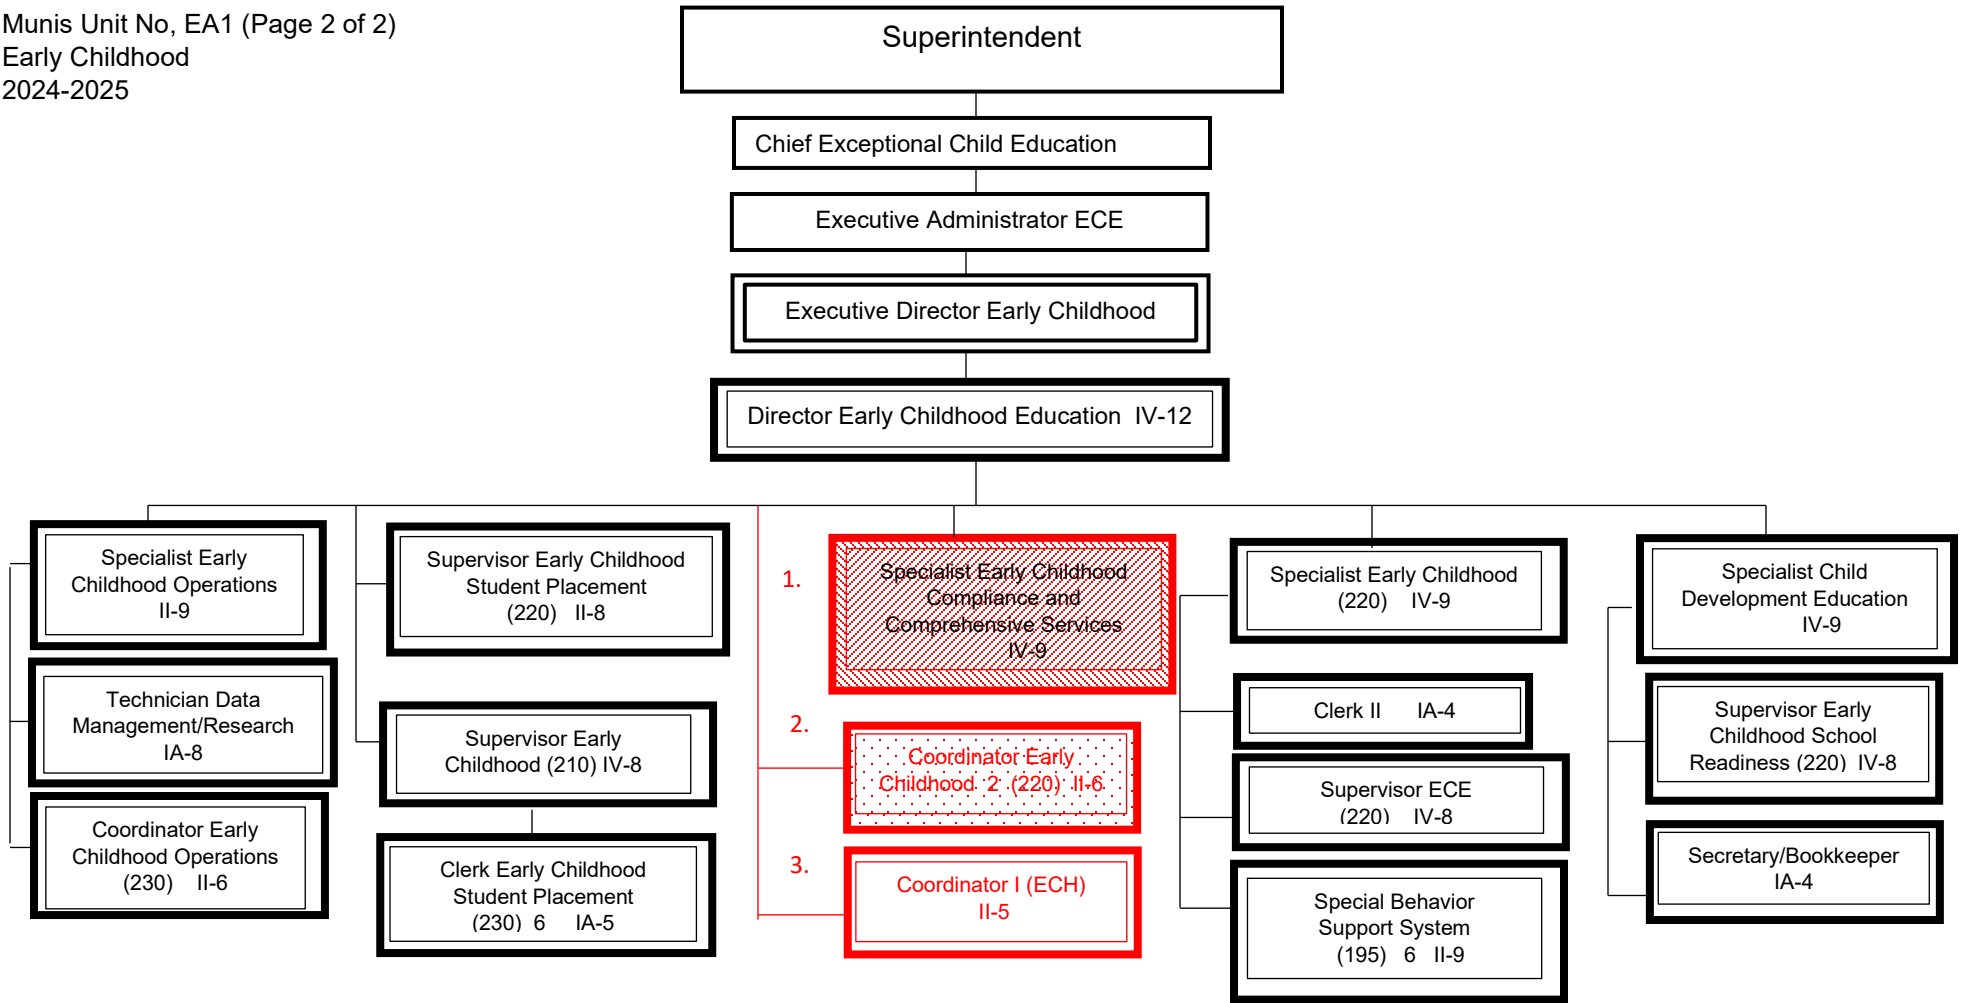 Munis Unit No, EA1 (Page 2 of 2)
Early Childhood
2024-2025
Superintendent
Chief Exceptional Child Education
Executive Administrator ECE
Executive Director Early Childhood
Director Early Childhood Education  IV-12
Specialist Early
Childhood Operations
II-9
Technician Data
Management/Research
IA-8
Coordinator Early
Childhood Operations
(230)    II-6
Supervisor Early Childhood
Student Placement
(220)   II-8
Supervisor Early
Childhood (210) IV-8
Clerk Early Childhood
Student Placement
(230)  6     IA-5
1.
Specialist Early Childhood
Compliance and
Comprehensive Services
IV-9
2.
Coordinator Early
Childhood  2  (220)  II-6
3.
Coordinator I (ECH)
II-5
Specialist Early Childhood
(220)    IV-9
Clerk II      IA-4
Supervisor ECE
(220)    IV-8
Special Behavior
Support System
(195)   6   II-9
Specialist Child
Development Education
IV-9
Supervisor Early
Childhood School
Readiness (220)  IV-8
Secretary/Bookkeeper
IA-4